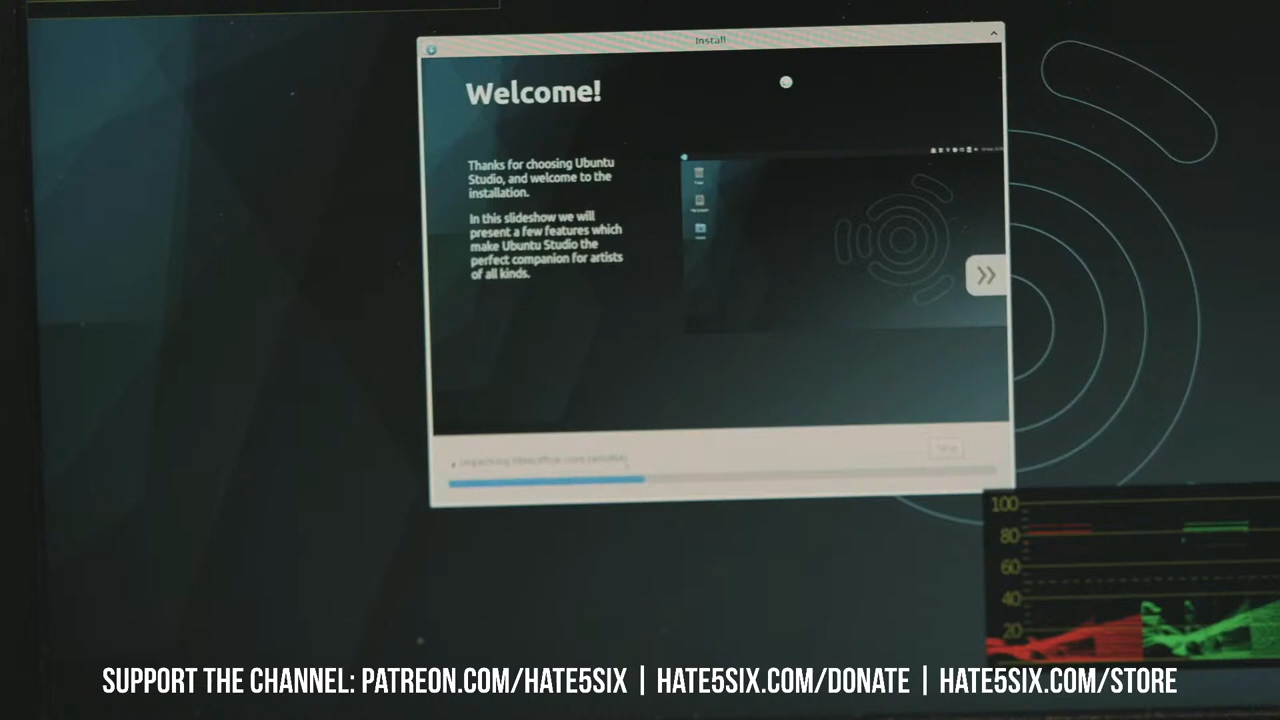 Install
Welcome!
Thanks for choosing Ubuntu
Studio, and welcome to the
installation.
In this slideshow we will
present a few features which
make Ubuntu Studio the
perfect companion for artists
of all kinds.
Skip
100
80
60
40
20
SUPPORT THE CHANNEL: PATREON.COM/HATE5SIX | HATE5SIX.COM/DONATE | HATE5SIX.COM/STORE